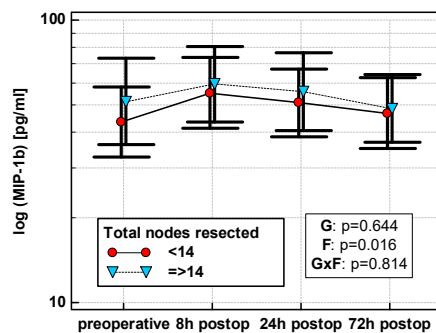 100
log (MIP-1b) [pg/ml]
Total nodes resected
<14
=>14
G: p=0.644
F: p=0.016
GxF: p=0.814
10
preoperative 8h postop 24h postop 72h postop